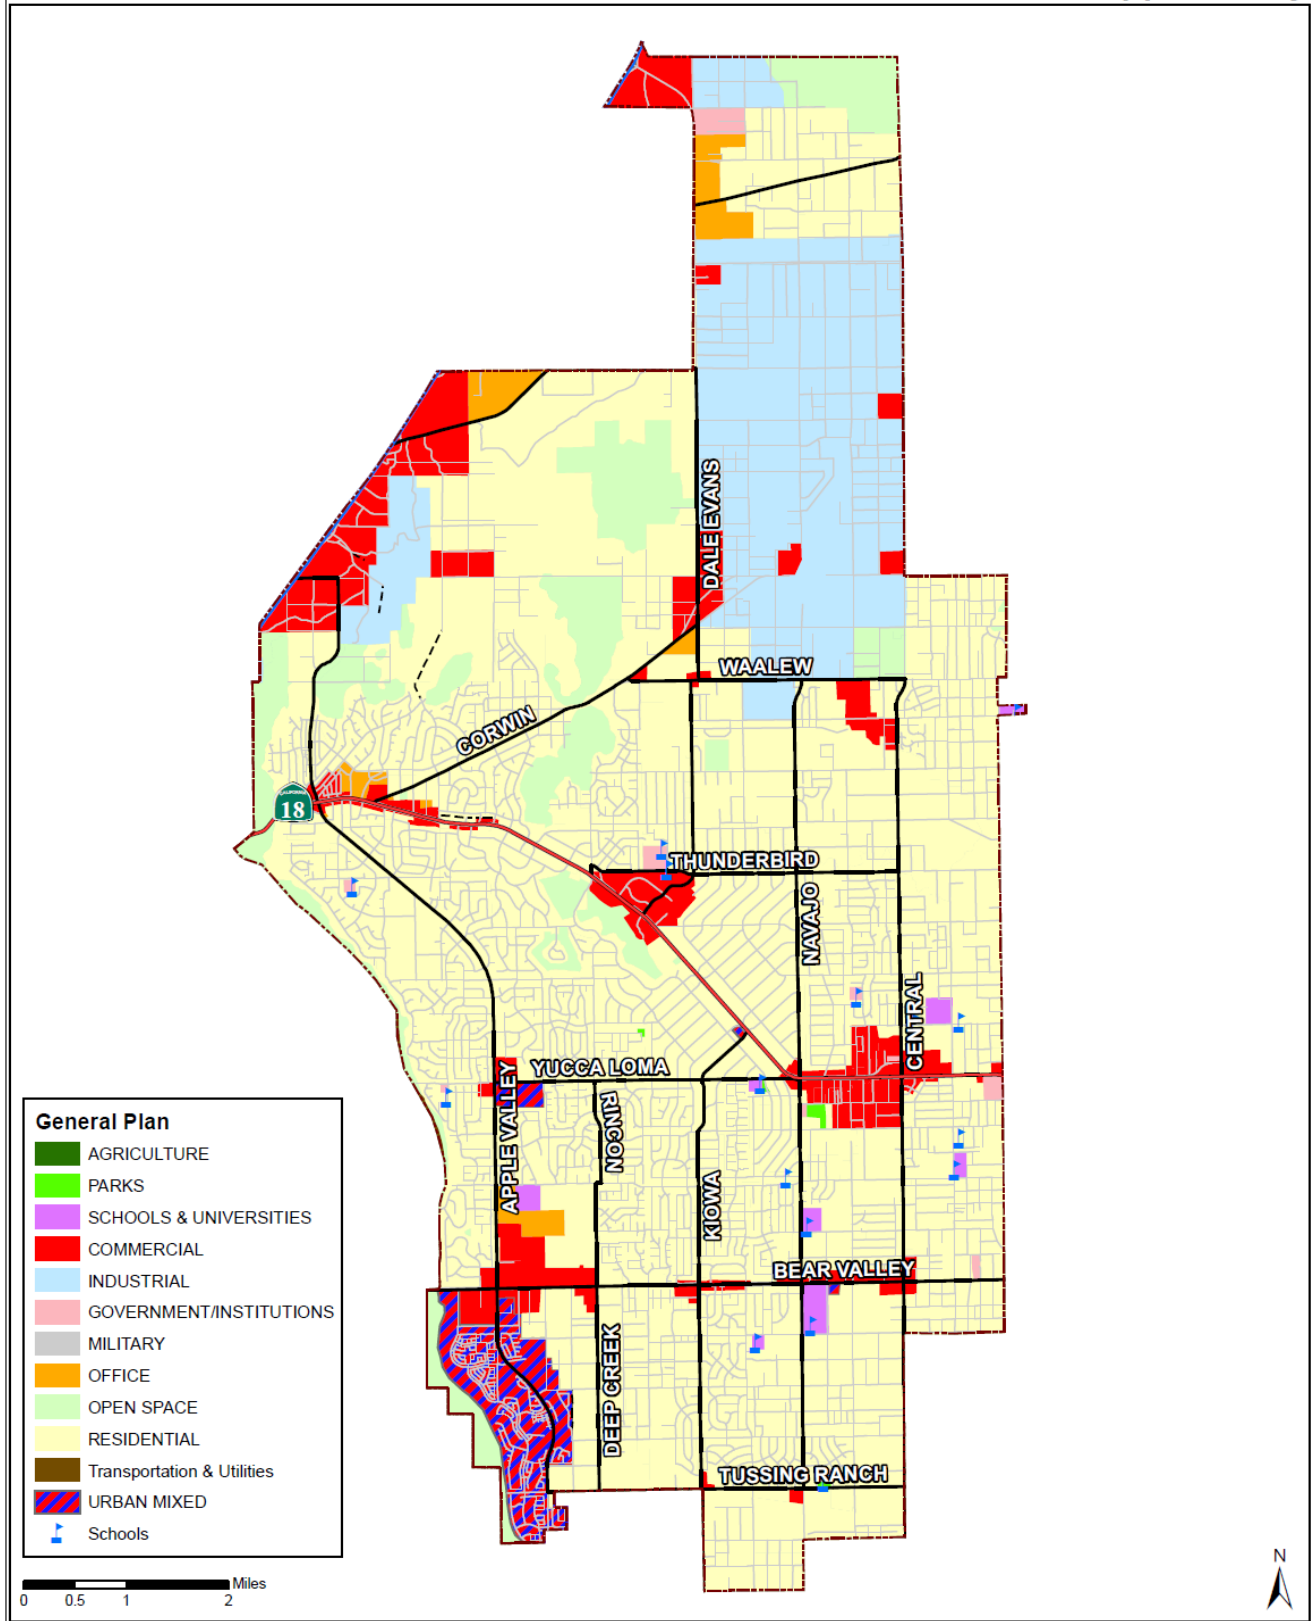 DALE EVANS
WAALEW
CORWIN
CALIFORNIA
18
THUNDERBIRD
NAVAJO
CENTRAL
YUCCA LOMA
APPLE VALLEY
RINCON
KIOWA
BEAR VALLEY
DEEP CREEK
TUSSING RANCH
General Plan
AGRICULTURE
PARKS
SCHOOLS & UNIVERSITIES
COMMERCIAL
INDUSTRIAL
GOVERNMENT/INSTITUTIONS
MILITARY
OFFICE
OPEN SPACE
RESIDENTIAL
Transportation & Utilities
URBAN MIXED
Schools
Miles
0 0.5 1 2
N